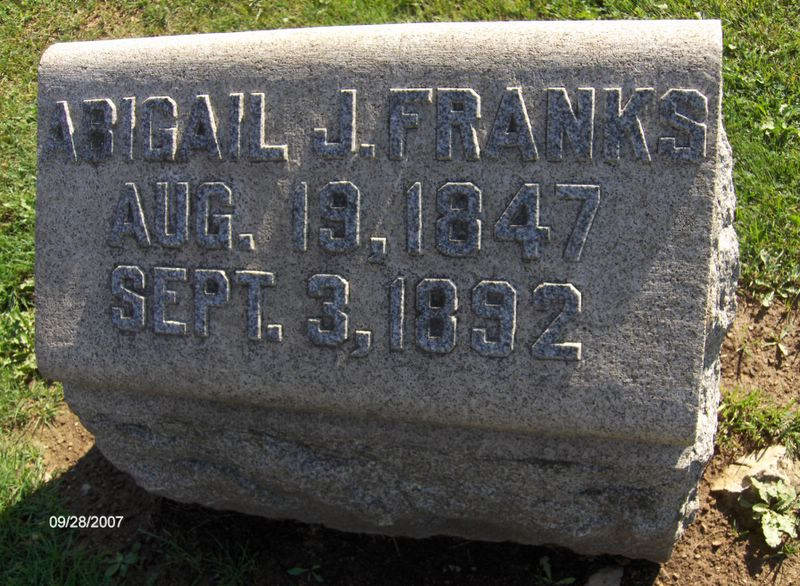 ABIGAIL J. FRANKS
AUG. 19, 1847
SEPT. 3, 1892
09/28/2007